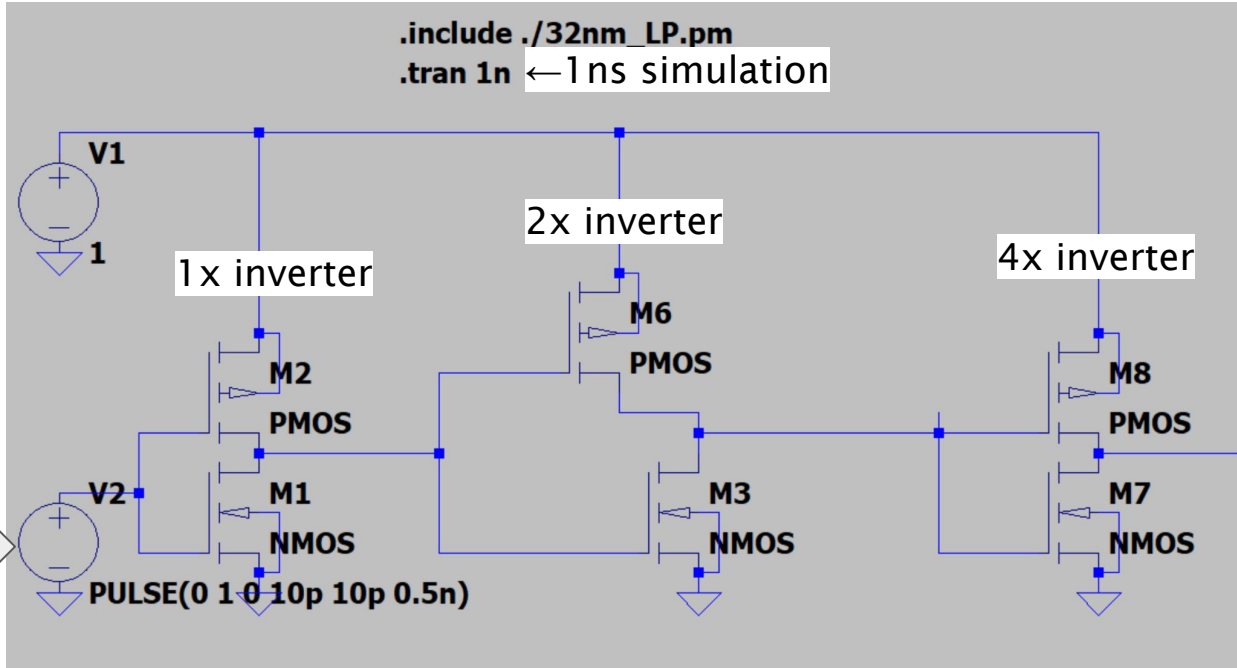 .include ./32nm_LP.pm
.tran 1n ←1ns simulation
V1
1
1x inverter
2x inverter
4x inverter
M6
PMOS
M2
PMOS
M8
PMOS
V2
M1
NMOS
M3
NMOS
M7
NMOS
PULSE(0 1 0 10p 10p 0.5n)